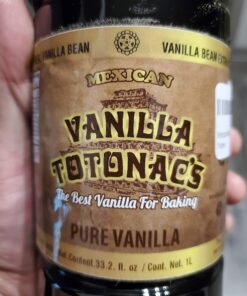 VANILLA BEAN
VANILLA BEAN
MEXICAN
VANILLA
TOTONAC'S
The Best Vanilla For Baking
PURE VANILLA
Content.33.2. fl. oz / Cont. Net. 1L